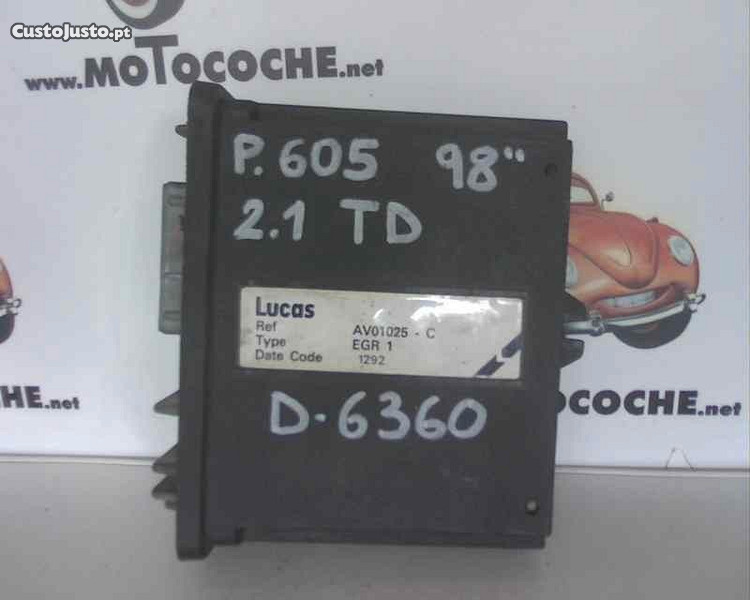 CustoJusto.pt
www.MOTOCOCHE.net
P.605 98"
2.1 TD
Lucas
Ref AV01025 - C
Type EGR 1
Date Code 1292
D-6360
HE.net
OCOCHE.net